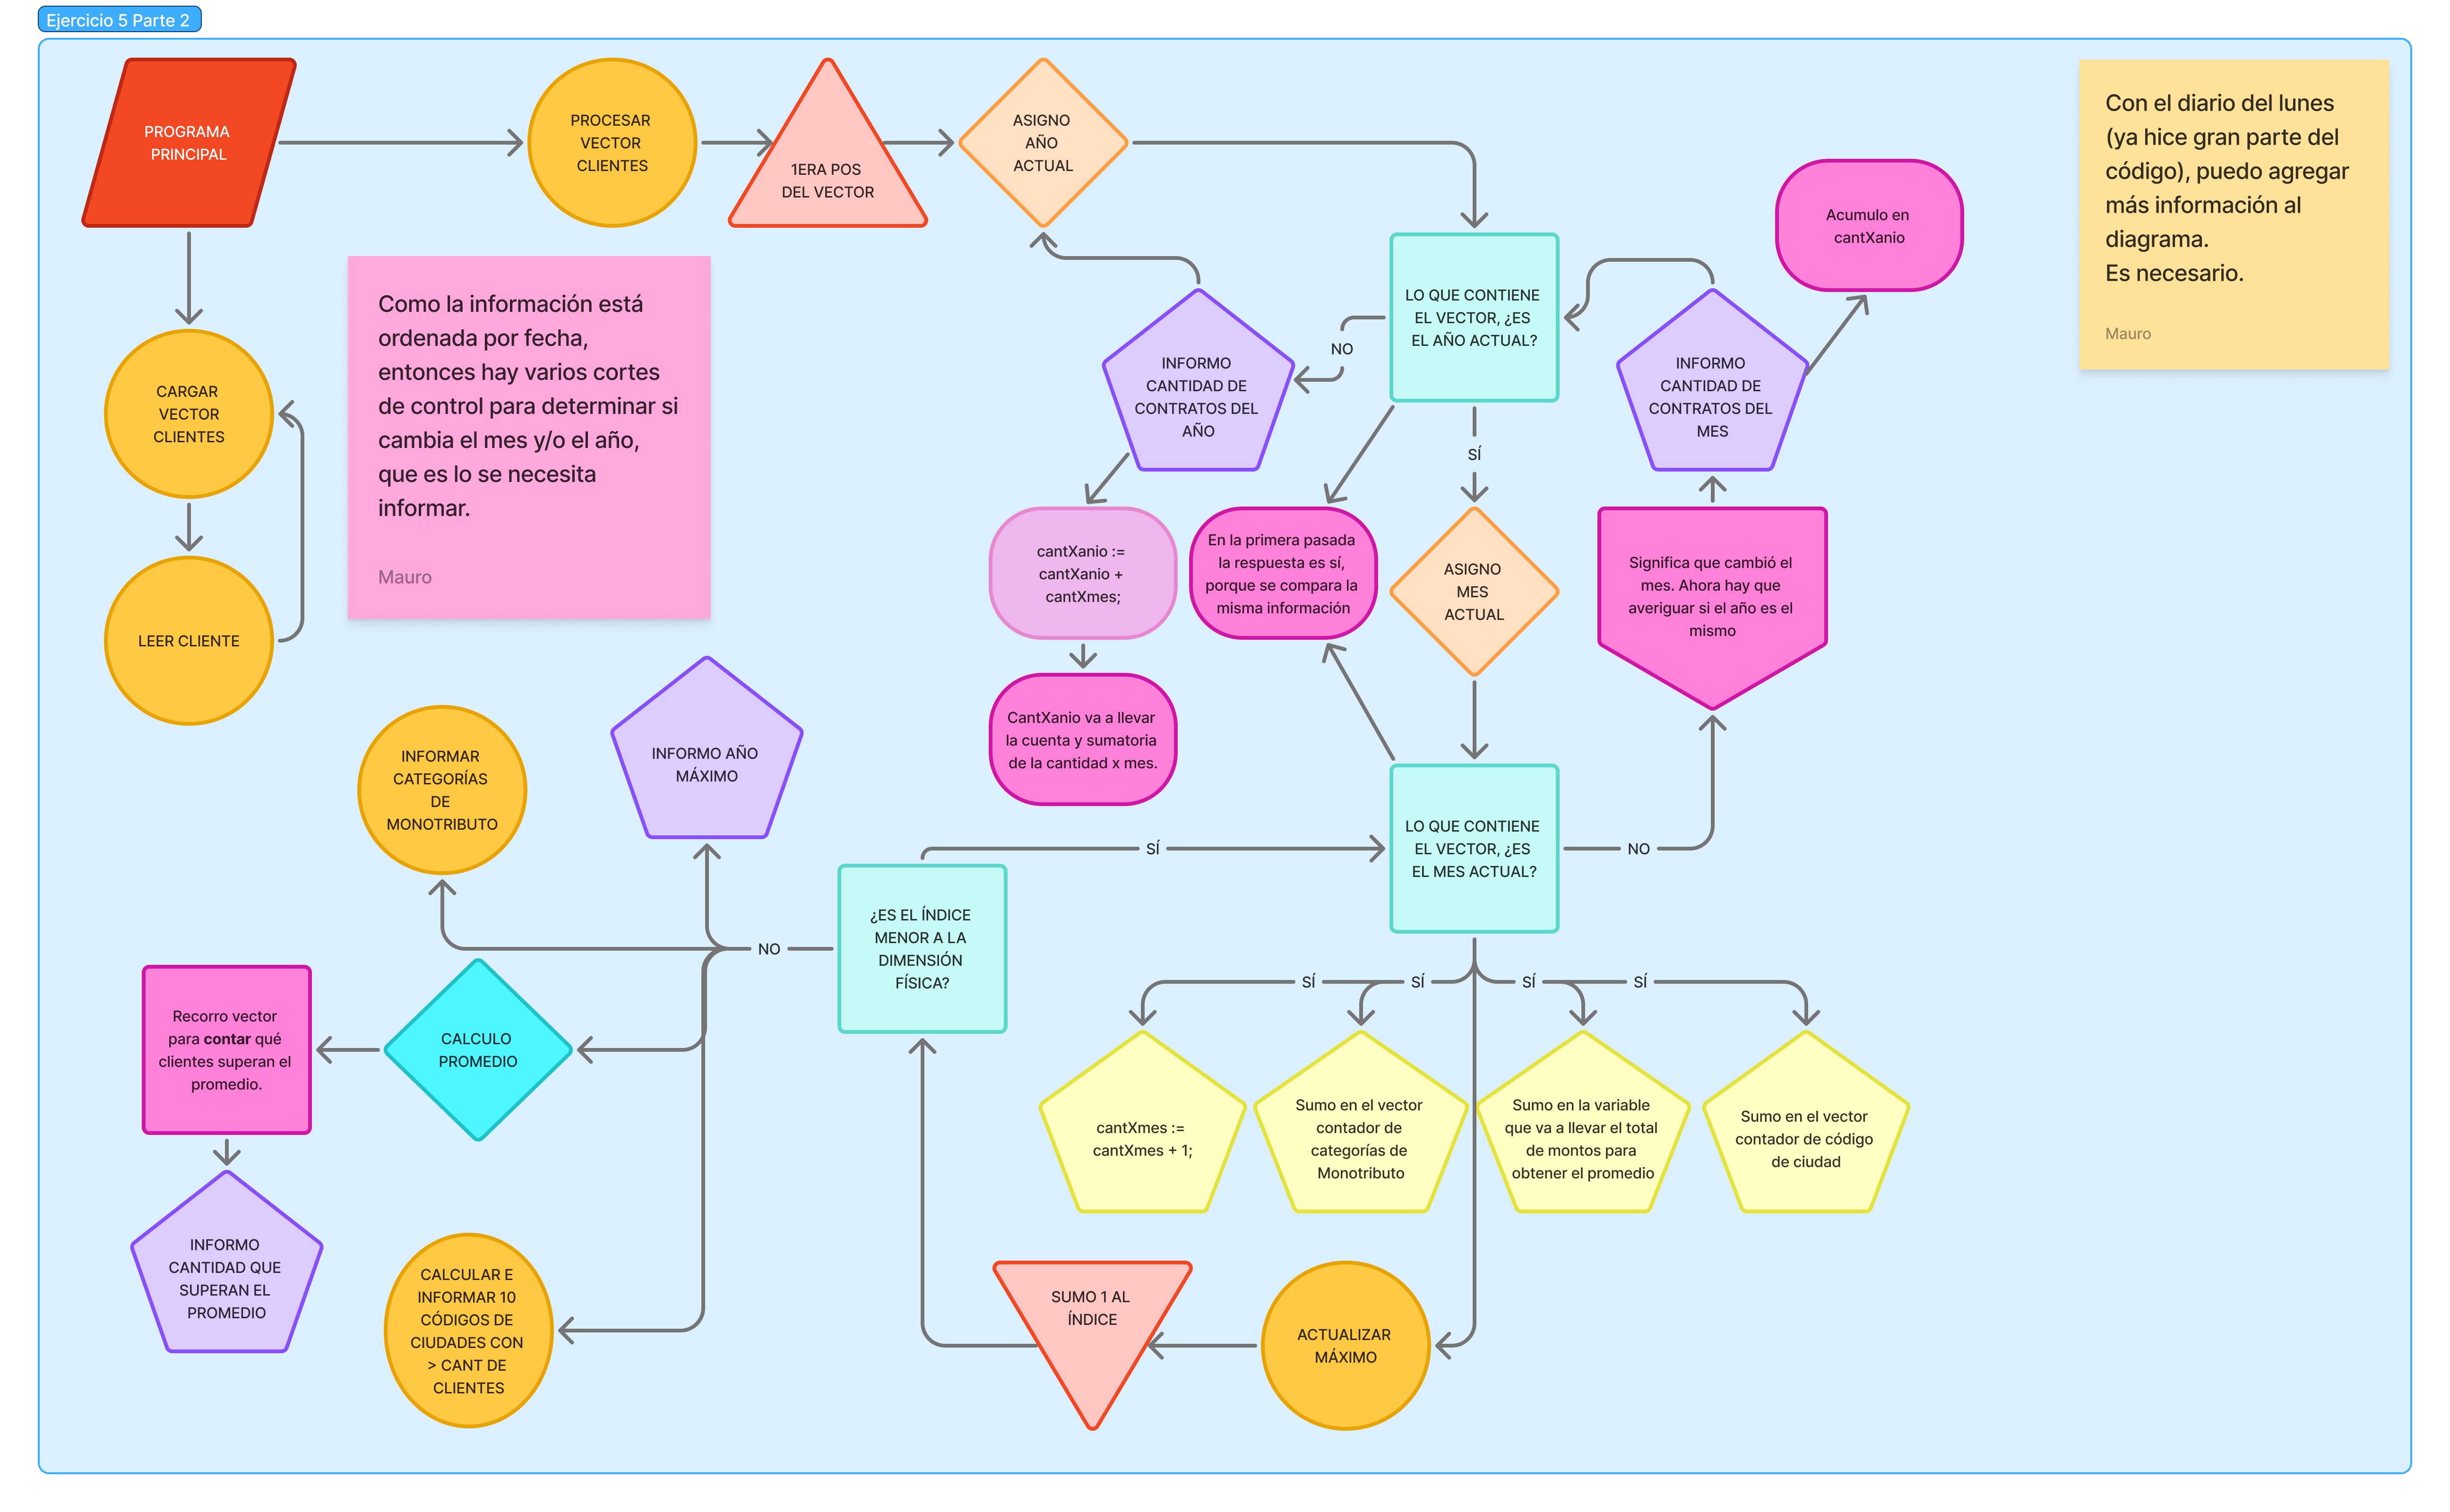 Ejercicio 5 Parte 2
PROGRAMA
PRINCIPAL
PROCESAR
VECTOR
CLIENTES
1ERA POS
DEL VECTOR
ASIGNO
AÑO
ACTUAL
Con el diario del lunes
(ya hice gran parte del
código), puedo agregar
más información al
diagrama.
Es necesario.
Mauro
Acumulo en
cantXanio
LO QUE CONTIENE
EL VECTOR, ¿ES
EL AÑO ACTUAL?
NO
SÍ
INFORMO
CANTIDAD DE
CONTRATOS DEL
AÑO
INFORMO
CANTIDAD DE
CONTRATOS DEL
MES
Como la información está
ordenada por fecha,
entonces hay varios cortes
de control para determinar si
cambia el mes y/o el año,
que es lo se necesita
informar.
Mauro
CARGAR
VECTOR
CLIENTES
LEER CLIENTE
cantXanio :=
cantXanio +
cantXmes;
En la primera pasada
la respuesta es sí,
porque se compara la
misma información
ASIGNO
MES
ACTUAL
Significa que cambió el
mes. Ahora hay que
averiguar si el año es el
mismo
CantXanio va a llevar
la cuenta y sumatoria
de la cantidad x mes.
INFORMAR
CATEGORÍAS
DE
MONOTRIBUTO
INFORMO AÑO
MÁXIMO
SÍ
LO QUE CONTIENE
EL VECTOR, ¿ES
EL MES ACTUAL?
NO
¿ES EL ÍNDICE
MENOR A LA
DIMENSIÓN
FÍSICA?
NO
SÍ
SÍ
SÍ
SÍ
Recorro vector
para contar qué
clientes superan el
promedio.
CALCULO
PROMEDIO
cantXmes :=
cantXmes + 1;
Sumo en el vector
contador de
categorías de
Monotributo
Sumo en la variable
que va a llevar el total
de montos para
obtener el promedio
Sumo en el vector
contador de código
de ciudad
INFORMO
CANTIDAD QUE
SUPERAN EL
PROMEDIO
CALCULAR E
INFORMAR 10
CÓDIGOS DE
CIUDADES CON
> CANT DE
CLIENTES
SUMO 1 AL
ÍNDICE
ACTUALIZAR
MÁXIMO